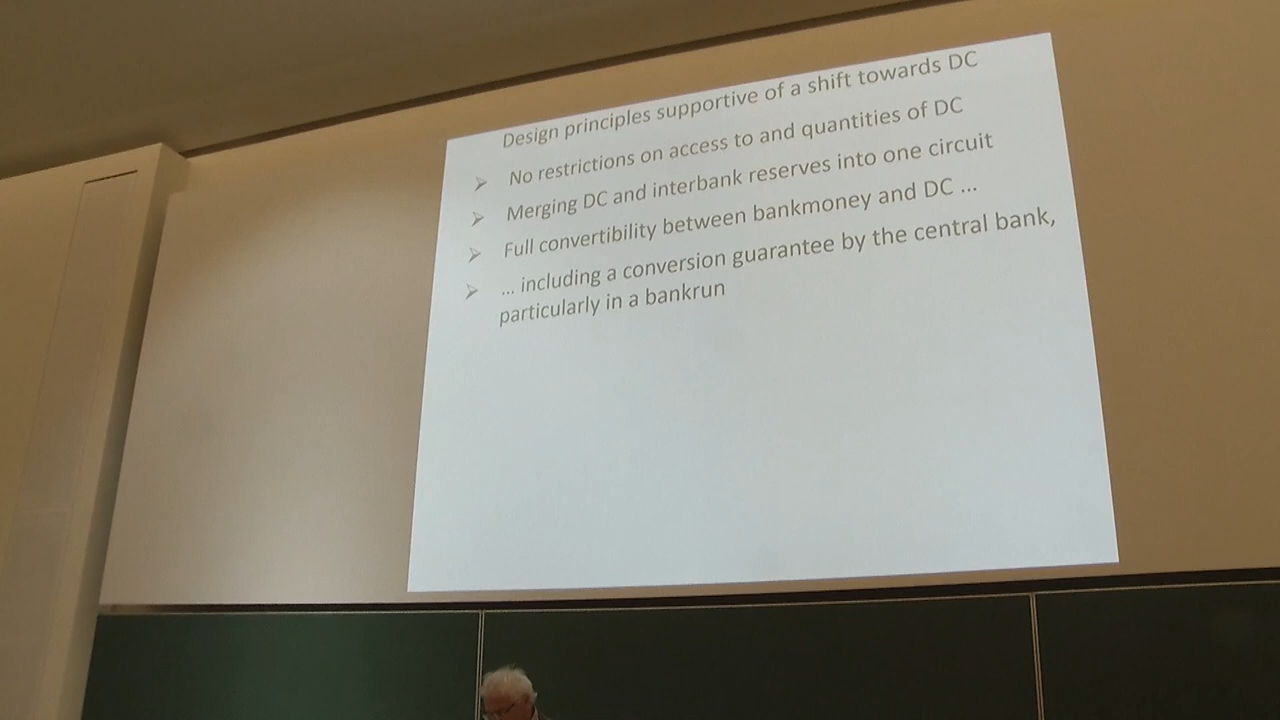 Design principles supportive of a shift towards DC
➢ No restrictions on access to and quantities of DC
➢ Merging DC and interbank reserves into one circuit
➢ Full convertibility between bankmoney and DC ...
➢ ... including a conversion guarantee by the central bank,
particularly in a bankrun